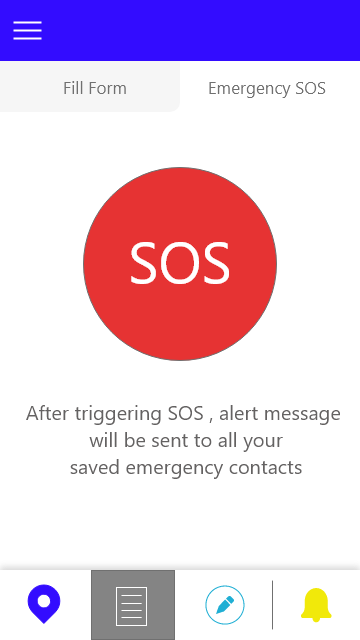 Fill Form
Emergency SOS
SOS
After triggering SOS , alert message
will be sent to all your
saved emergency contacts